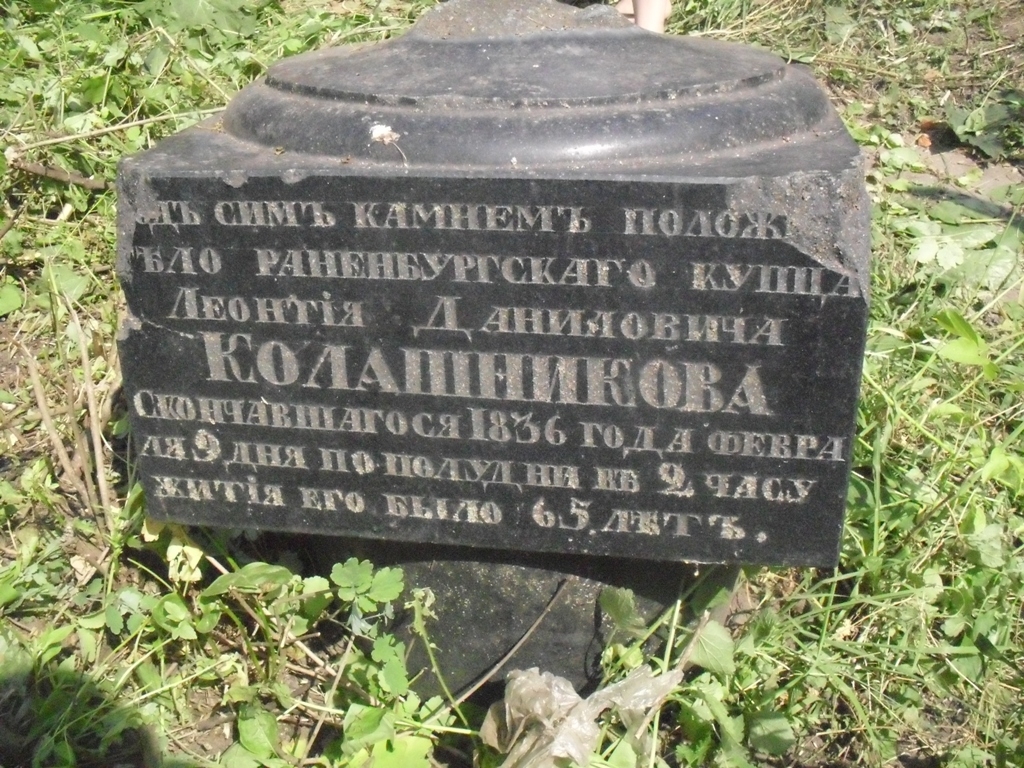 дъ симъ камнемъ полож
ѣло раненбургскаго купца
Леонтія Даниловича
Колашникова
Скончавшагося 1836 года февра
ля 9 дня по полудни въ 2 часу
житія его было 65 лѣтъ.